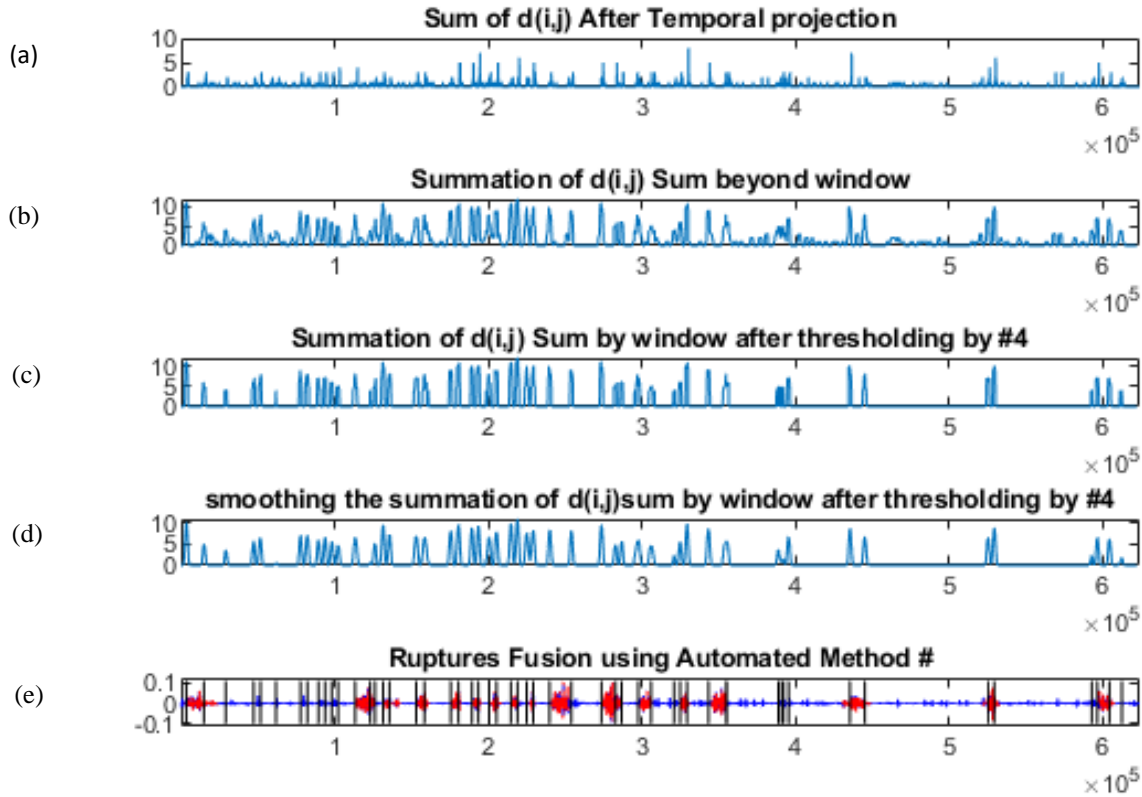 Sum of d(i,j) After Temporal projection
(a)
10
5
0
1 2 3 4 5 6
× 10^5
Summation of d(i,j) Sum beyond window
(b)
10
5
0
1 2 3 4 5 6
× 10^5
Summation of d(i,j) Sum by window after thresholding by #4
(c)
10
5
0
1 2 3 4 5 6
× 10^5
smoothing the summation of d(i,j)sum by window after thresholding by #4
(d)
10
5
0
1 2 3 4 5 6
× 10^5
Ruptures Fusion using Automated Method #
(e)
0.1
0
-0.1
1 2 3 4 5 6
× 10^5